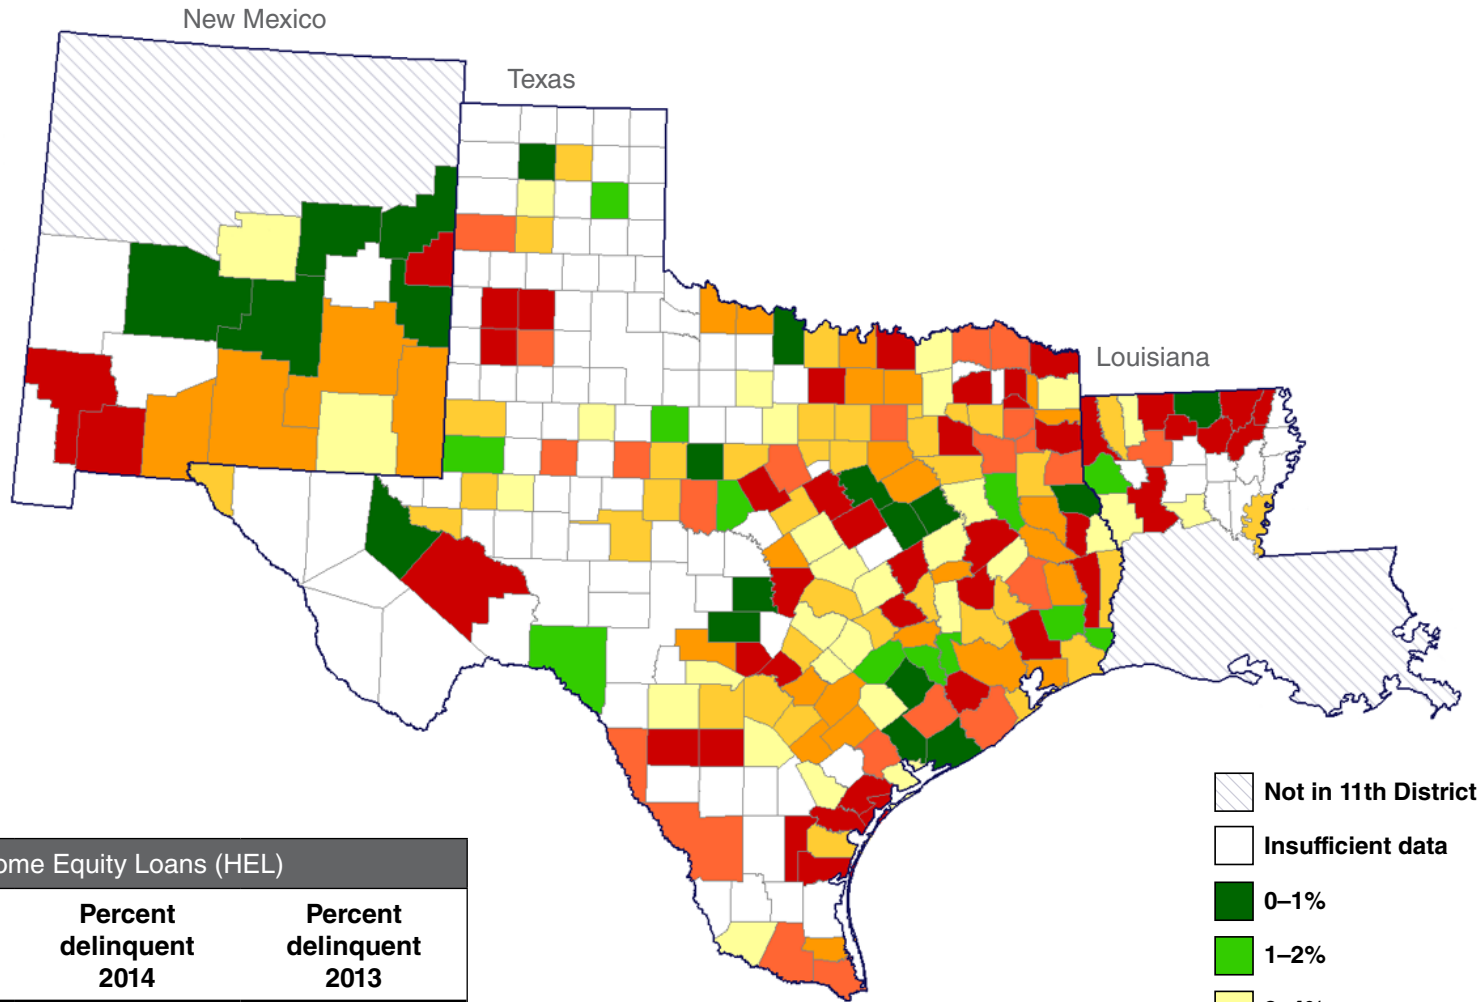 New Mexico
Texas
Louisiana
Not in 11th District
Insufficient data
0–1%
1–2%
ome Equity Loans (HEL)
Percent
delinquent
2014
Percent
delinquent
2013